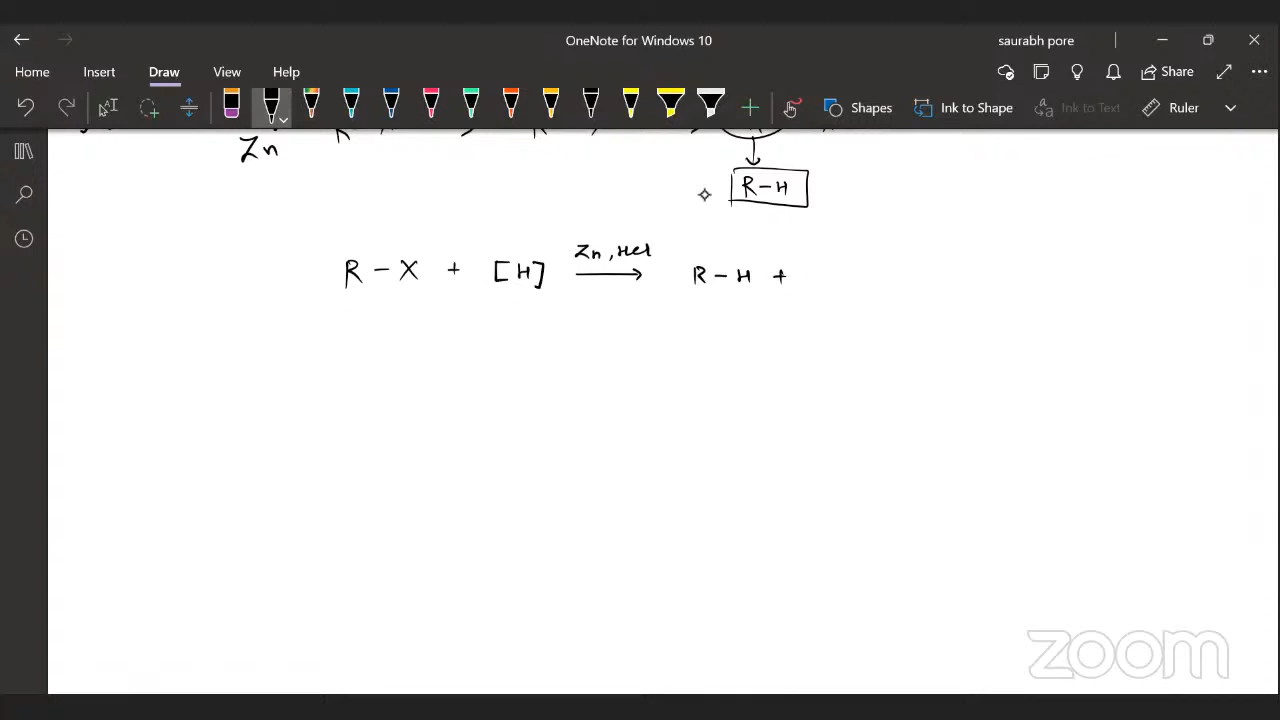 OneNote for Windows 10
saurabh pore
Home Insert Draw View Help
Share
Shapes Ink to Shape Ink to Text Ruler
Zn
R-H
R-X + [H] Zn, HCl → R-H +
zoom